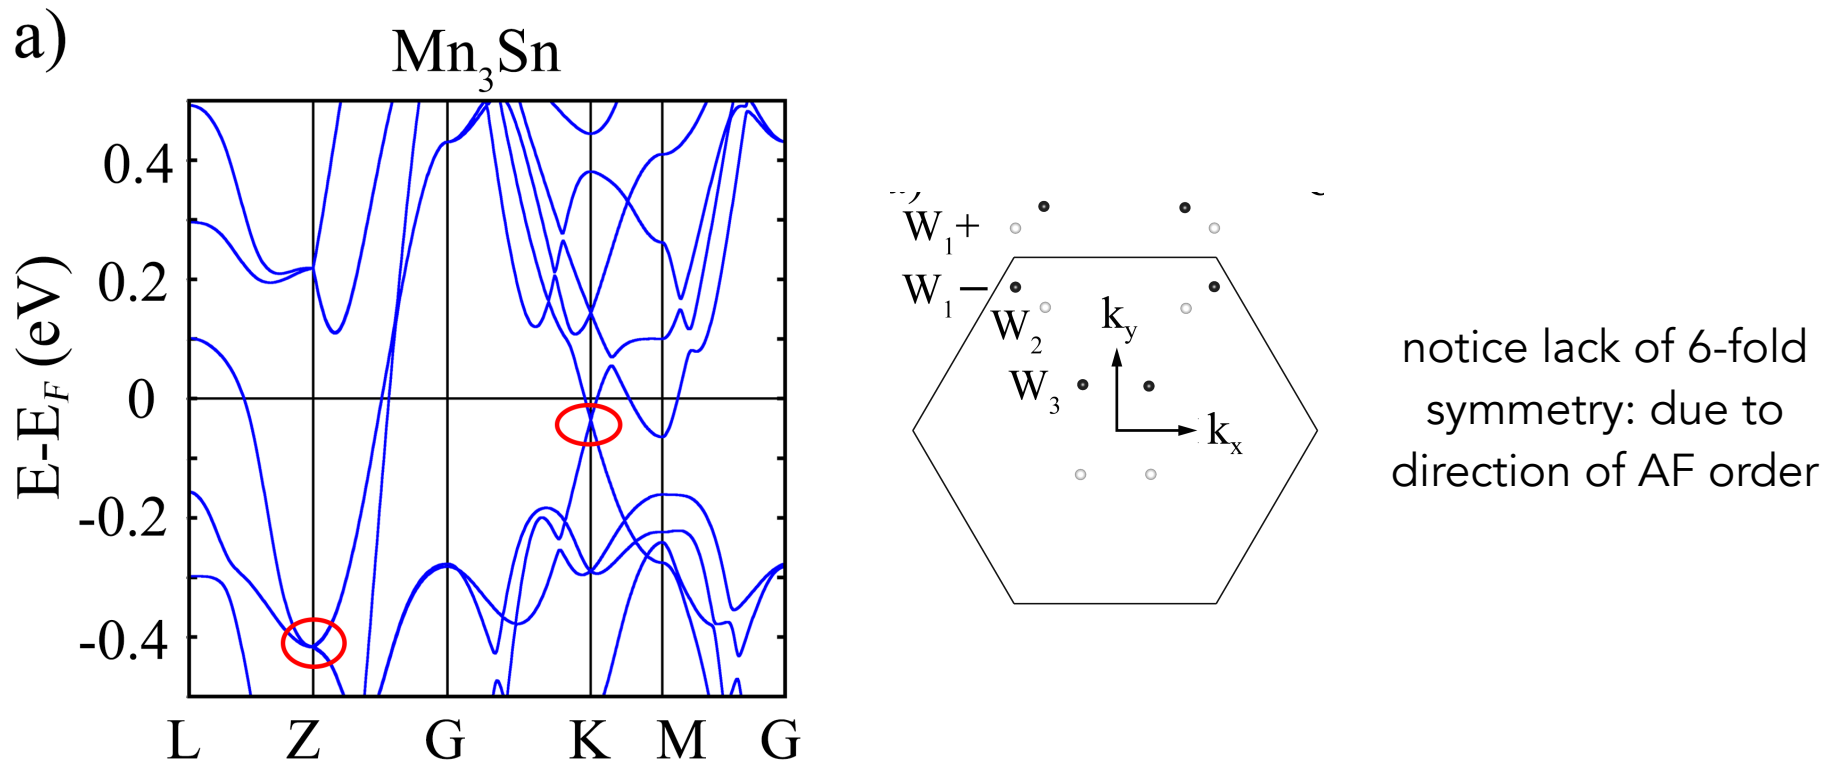 a)
Mn3Sn
E-EF (eV)
0.4
0.2
0
-0.2
-0.4
L Z G K M G
W1+
W1−
W2
W3
ky
kx
notice lack of 6-fold
symmetry: due to
direction of AF order